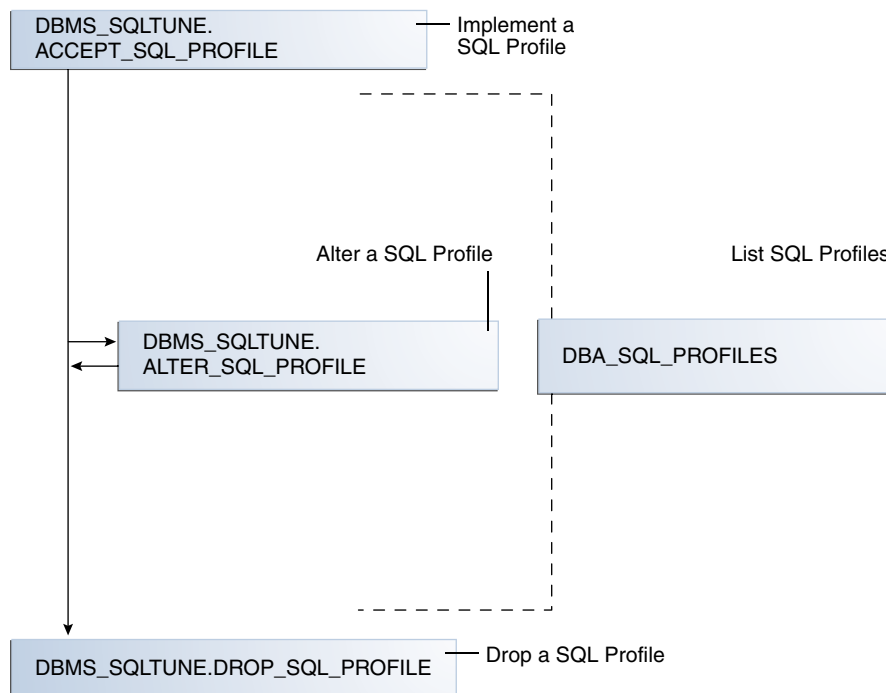 DBMS_SQLTUNE.
ACCEPT_SQL_PROFILE
Implement a
SQL Profile
Alter a SQL Profile
List SQL Profiles
DBMS_SQLTUNE.
ALTER_SQL_PROFILE
DBA_SQL_PROFILES
DBMS_SQLTUNE.DROP_SQL_PROFILE
Drop a SQL Profile